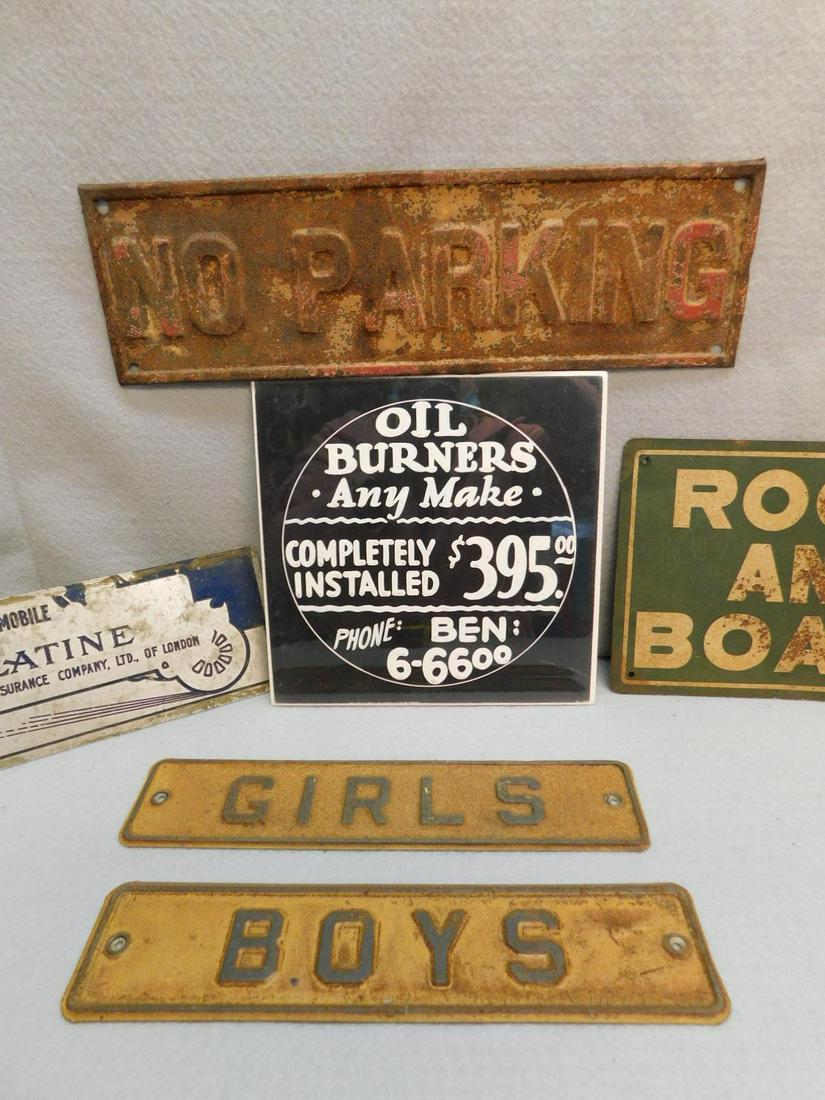 NO PARKING
OIL
BURNERS
· Any Make ·
COMPLETELY
INSTALLED
$395.00
PHONE: BEN:
6-6600
MOBILE
LATINE
SURANCE COMPANY, LTD., OF LONDON
ROO
AN
BOA
GIRLS
BOYS